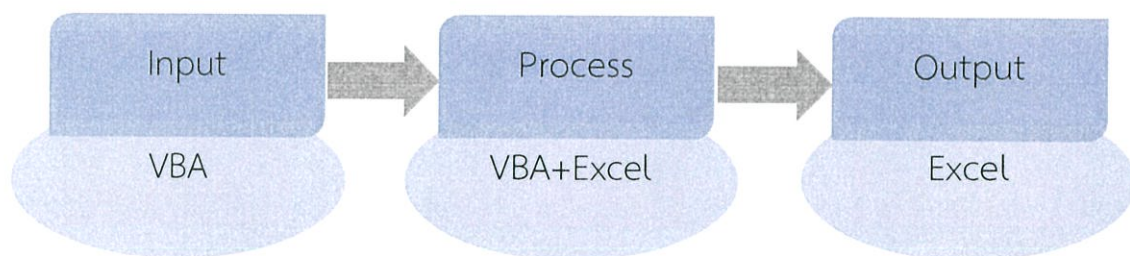 Input
Process
Output
VBA
VBA+Excel
Excel